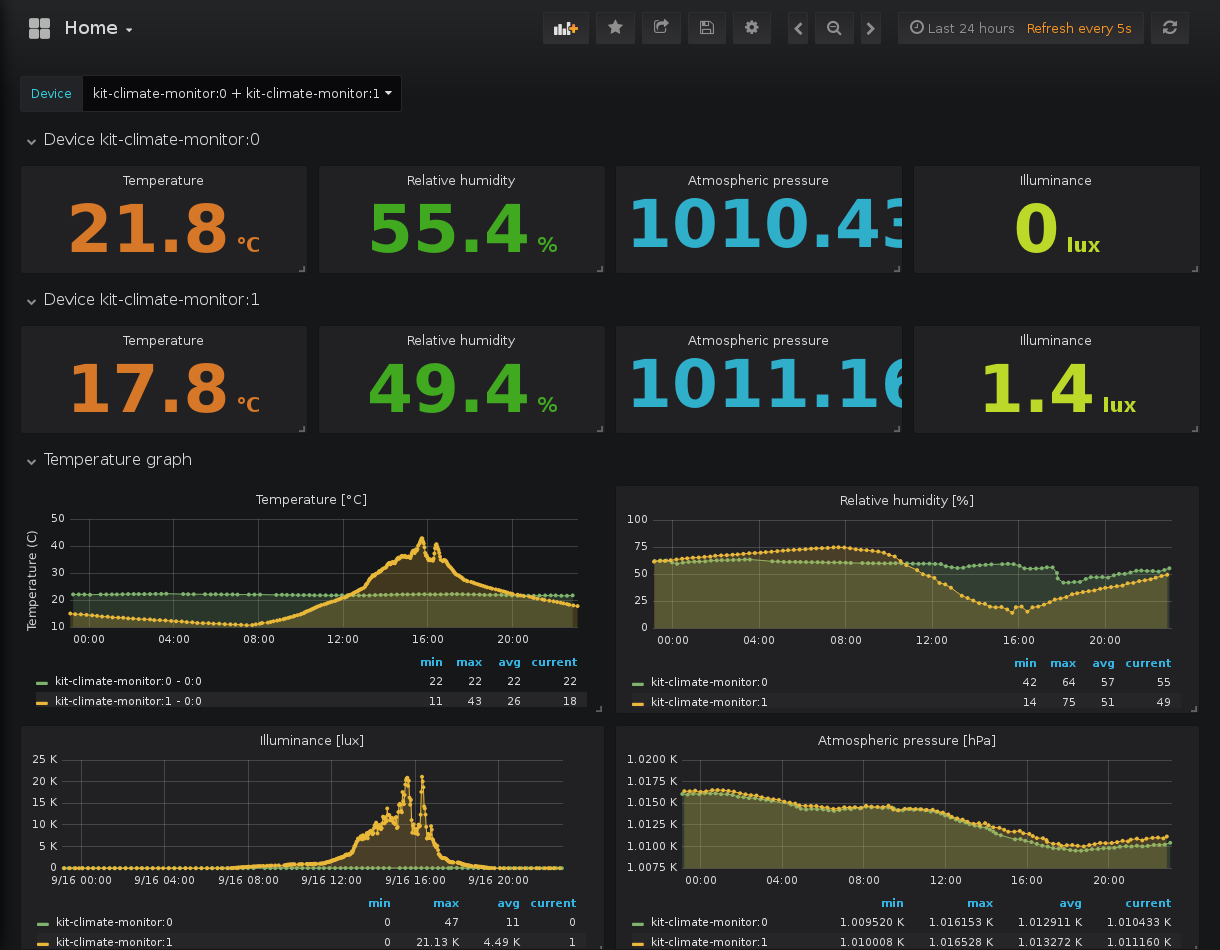 Home
Last 24 hours Refresh every 5s
Device kit-climate-monitor:0 + kit-climate-monitor:1
Device kit-climate-monitor:0
Temperature Relative humidity Atmospheric pressure Illuminance
21.8 °C 55.4 % 1010.43 0 lux
Device kit-climate-monitor:1
Temperature Relative humidity Atmospheric pressure Illuminance
17.8 °C 49.4 % 1011.16 1.4 lux
Temperature graph
Temperature [°C]
Temperature (C)
50
40
30
20
10
00:00 04:00 08:00 12:00 16:00 20:00
min max avg current
kit-climate-monitor:0 - 0:0 22 22 22 22
kit-climate-monitor:1 - 0:0 11 43 26 18
Relative humidity [%]
100
75
50
25
0
00:00 04:00 08:00 12:00 16:00 20:00
min max avg current
kit-climate-monitor:0 42 64 57 55
kit-climate-monitor:1 14 75 51 49
Illuminance [lux]
25 K
20 K
15 K
10 K
5 K
0
9/16 00:00 9/16 04:00 9/16 08:00 9/16 12:00 9/16 16:00 9/16 20:00
min max avg current
kit-climate-monitor:0 0 47 11 0
kit-climate-monitor:1 0 21.13 K 4.49 K 1
Atmospheric pressure [hPa]
1.0200 K
1.0175 K
1.0150 K
1.0125 K
1.0100 K
1.0075 K
00:00 04:00 08:00 12:00 16:00 20:00
min max avg current
kit-climate-monitor:0 1.009520 K 1.016153 K 1.012911 K 1.010433 K
kit-climate-monitor:1 1.010008 K 1.016528 K 1.013272 K 1.011160 K